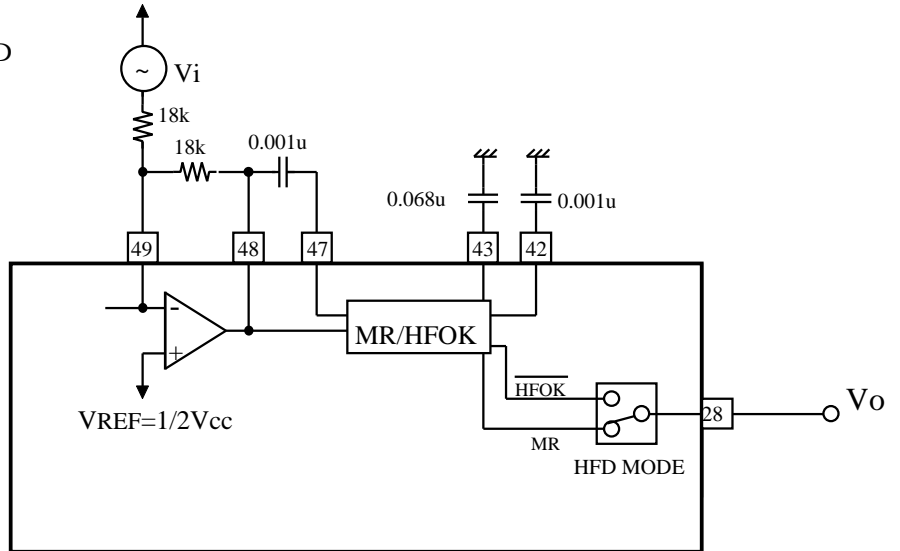 D
~
Vi
18k
18k
0.001u
0.068u
0.001u
49
48
47
43
42
-
+
MR/HFOK
VREF=1/2Vcc
HFOK
MR
HFD MODE
28
Vo